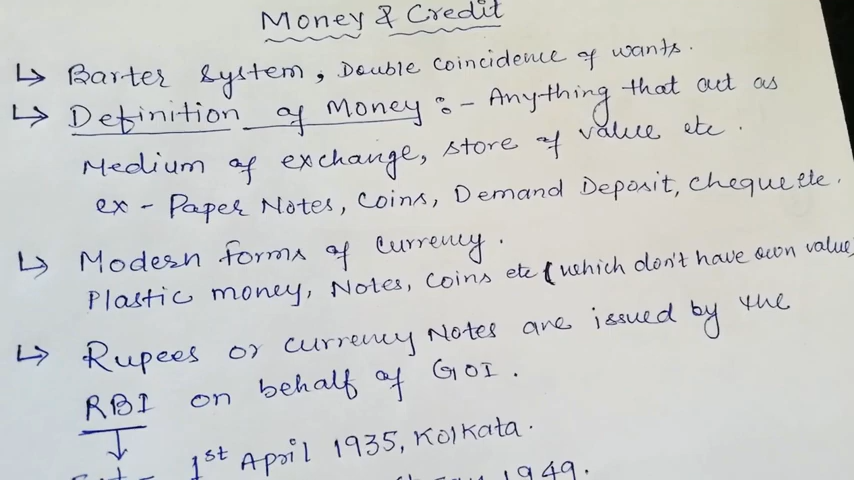 Money & Credit
↳ Barter System, Double Coincidence of wants.
↳ Definition of Money :- Anything that act as
Medium of exchange, store of value etc.
ex - Paper Notes, Coins, Demand Deposit, cheque etc.
↳ Modern forms of currency.
Plastic money, Notes, Coins etc (which don't have own value
↳ Rupees or currency Notes are issued by the
RBI on behalf of GOI.
1st April 1935, Kolkata.
1949.